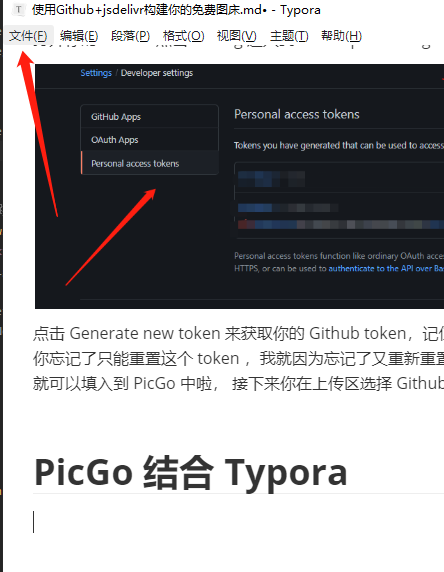 使用Github+jsdelivr构建你的免费图床.md• - Typora
文件(F) 编辑(E) 段落(P) 格式(O) 视图(V) 主题(T) 帮助(H)
Settings / Developer settings
GitHub Apps
OAuth Apps
Personal access tokens
Personal access tokens
Tokens you have generated that can be used to access
Personal access tokens function like ordinary OAuth acce
HTTPS, or can be used to authenticate to the API over Ba
点击 Generate new token 来获取你的 Github token，记住
你忘记了只能重置这个 token ，我就因为忘记了又重新重置
就可以填入到 PicGo 中啦， 接下来你在上传区选择 Github
PicGo 结合 Typora